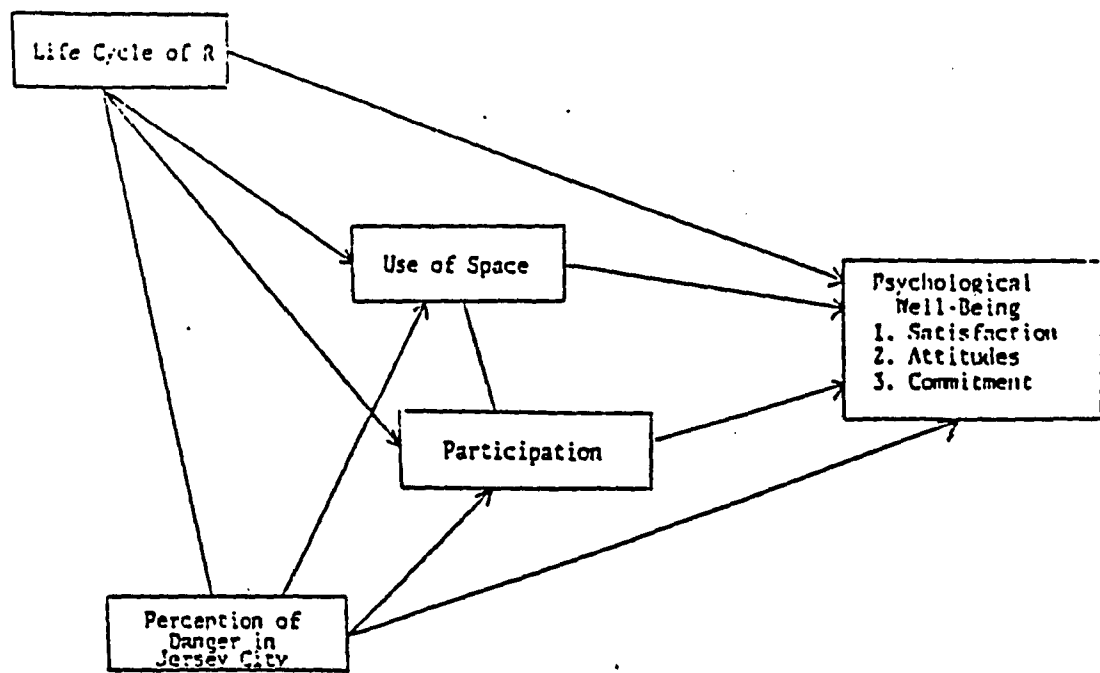 Life Cycle of R
Use of Space
Psychological
Well-Being
1. Satisfaction
2. Attitudes
3. Commitment
Participation
Perception of
Danger in
Jersey City